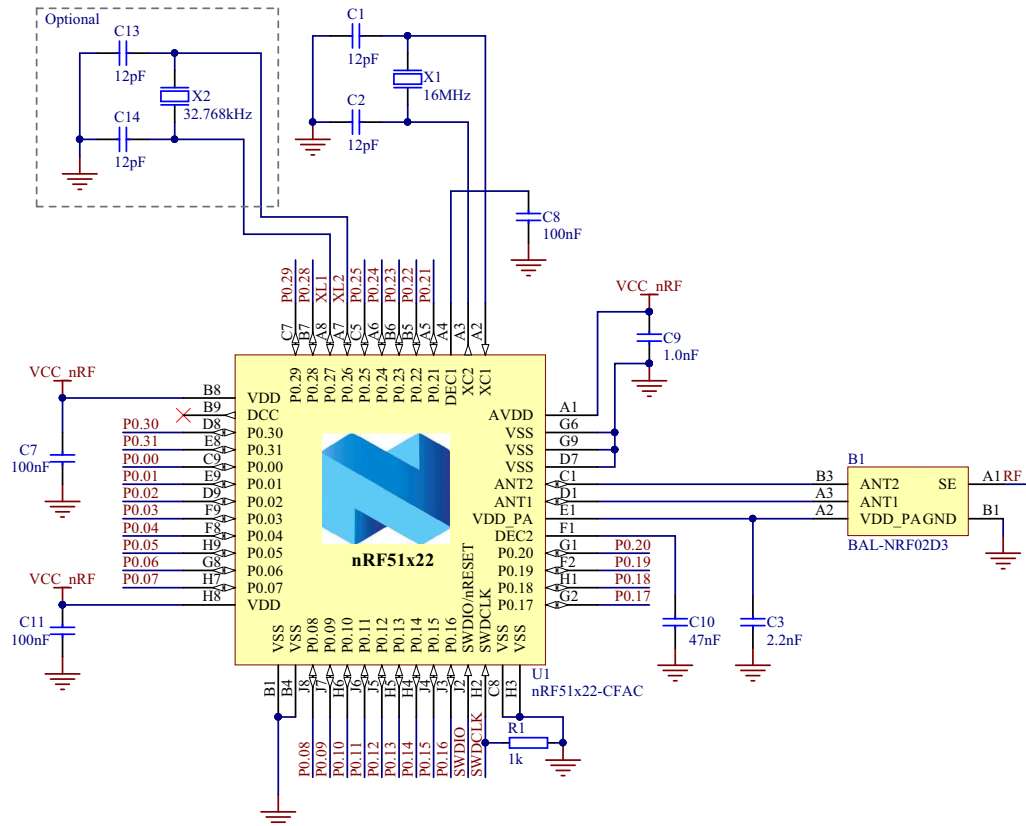 Optional
C13
12pF
X2
32.768kHz
C14
12pF
C1
12pF
X1
16MHz
C2
12pF
C8
100nF
P0.29
P0.28
XL1
XL2
P0.25
P0.24
P0.23
P0.22
P0.21
C7
B7
A8
A7
C5
A6
B6
B5
A5
A4
A3
A2
P0.29
P0.28
P0.27
P0.26
P0.25
P0.24
P0.23
P0.22
P0.21
DEC1
XC2
XC1
VCC_nRF
C9
1.0nF
VCC_nRF
C7
100nF
B8 VDD
B9 DCC
P0.30 D8 P0.30
P0.31 E8 P0.31
P0.00 C9 P0.00
P0.01 E9 P0.01
P0.02 D9 P0.02
P0.03 F9 P0.03
P0.04 F8 P0.04
P0.05 H9 P0.05
P0.06 G8 P0.06
P0.07 H7 P0.07
H8 VDD
VCC_nRF
C11
100nF
nRF51x22
AVDD A1
VSS G6
VSS G9
VSS D7
ANT2 C1
ANT1 D1
VDD_PA E1
DEC2 F1
P0.20 G1 P0.20
P0.19 F2 P0.19
P0.18 H1 P0.18
P0.17 G2 P0.17
B1
B3 ANT2 SE A1 RF
A3 ANT1
A2 VDD_PA GND B1
BAL-NRF02D3
C10
47nF
C3
2.2nF
VSS
VSS
P0.08
P0.09
P0.10
P0.11
P0.12
P0.13
P0.14
P0.15
P0.16
SWDIO/nRESET
SWDCLK
VSS
VSS
U1
nRF51x22-CFAC
B1
B4
J8
J7
H6
J6
J5
H5
H4
J4
J3
J2
H2
C8
H3
P0.08
P0.09
P0.10
P0.11
P0.12
P0.13
P0.14
P0.15
P0.16
SWDIO
SWDCLK
R1
1k